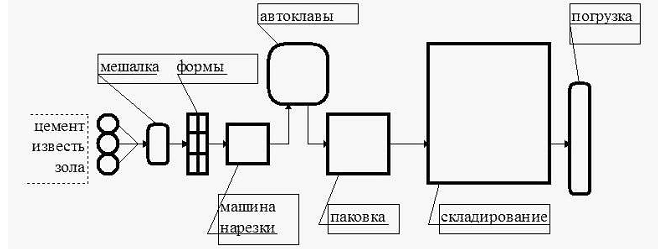 автоклавы
погрузка
мешалка
формы
цемент
известь
зола
машина
нарезки
паковка
складирование